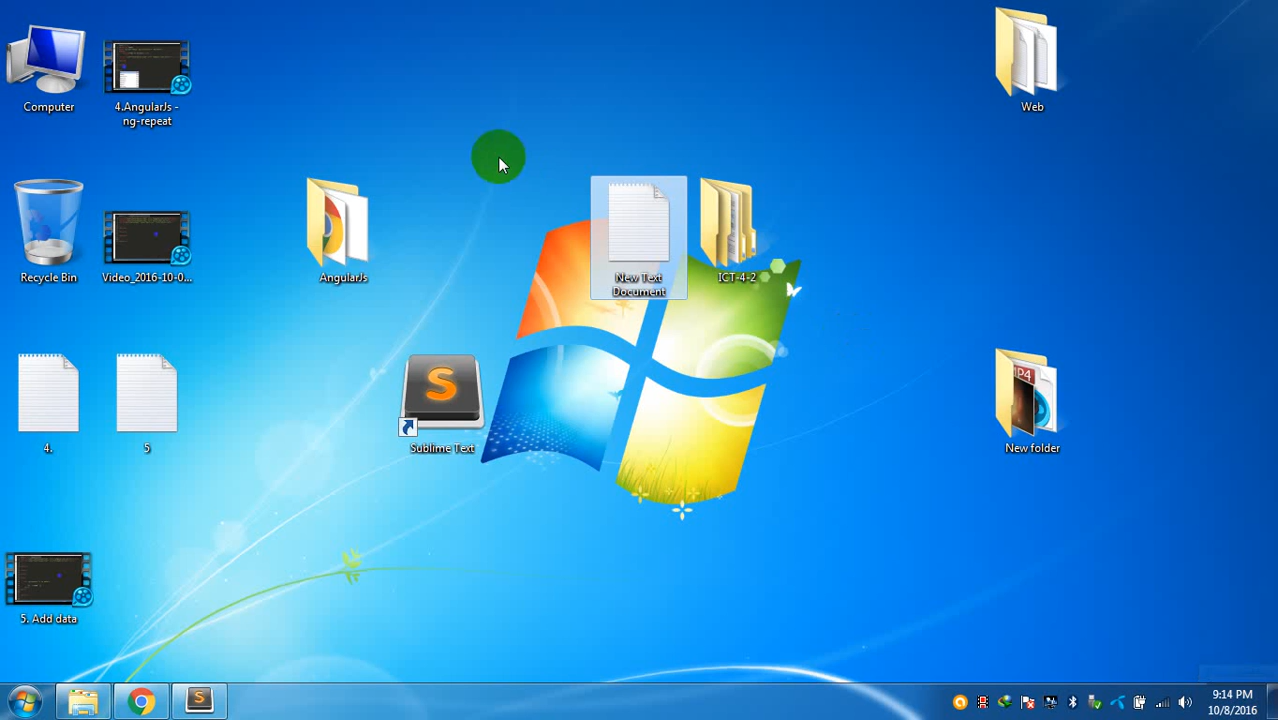 Computer
4.AngularJs -
ng-repeat
Web
Recycle Bin
Video_2016-10-0...
AngularJs
New Text
Document
ICT-4-2
4.
5
S
Sublime Text
MP4
New folder
5. Add data
S
9:14 PM
10/8/2016